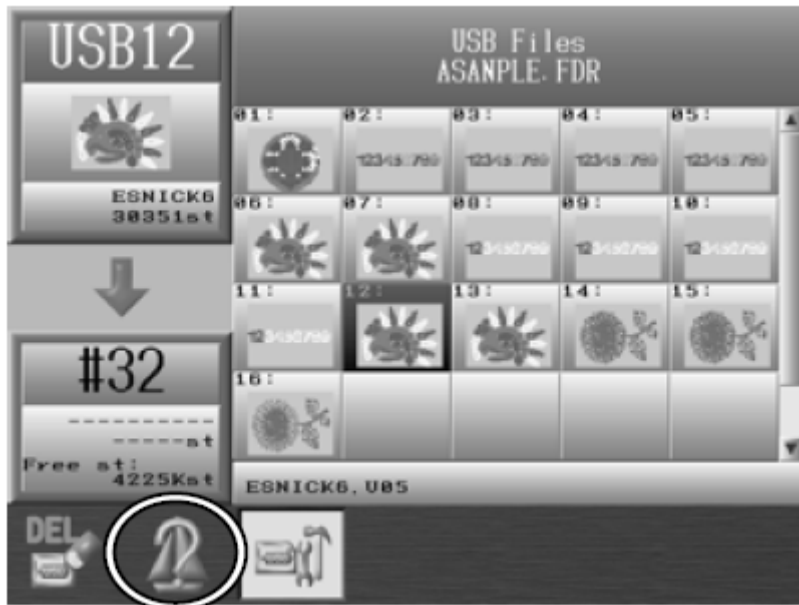 USB12
ESNICK6
30351st
#32
----------
-----st
Free st:
4225Kst
USB Files
ASANPLE.FDR
01:
02:
03:
04:
05:
06:
07:
08:
09:
10:
11:
12:
13:
14:
15:
16:
ESNICK6.V05
DEL
?